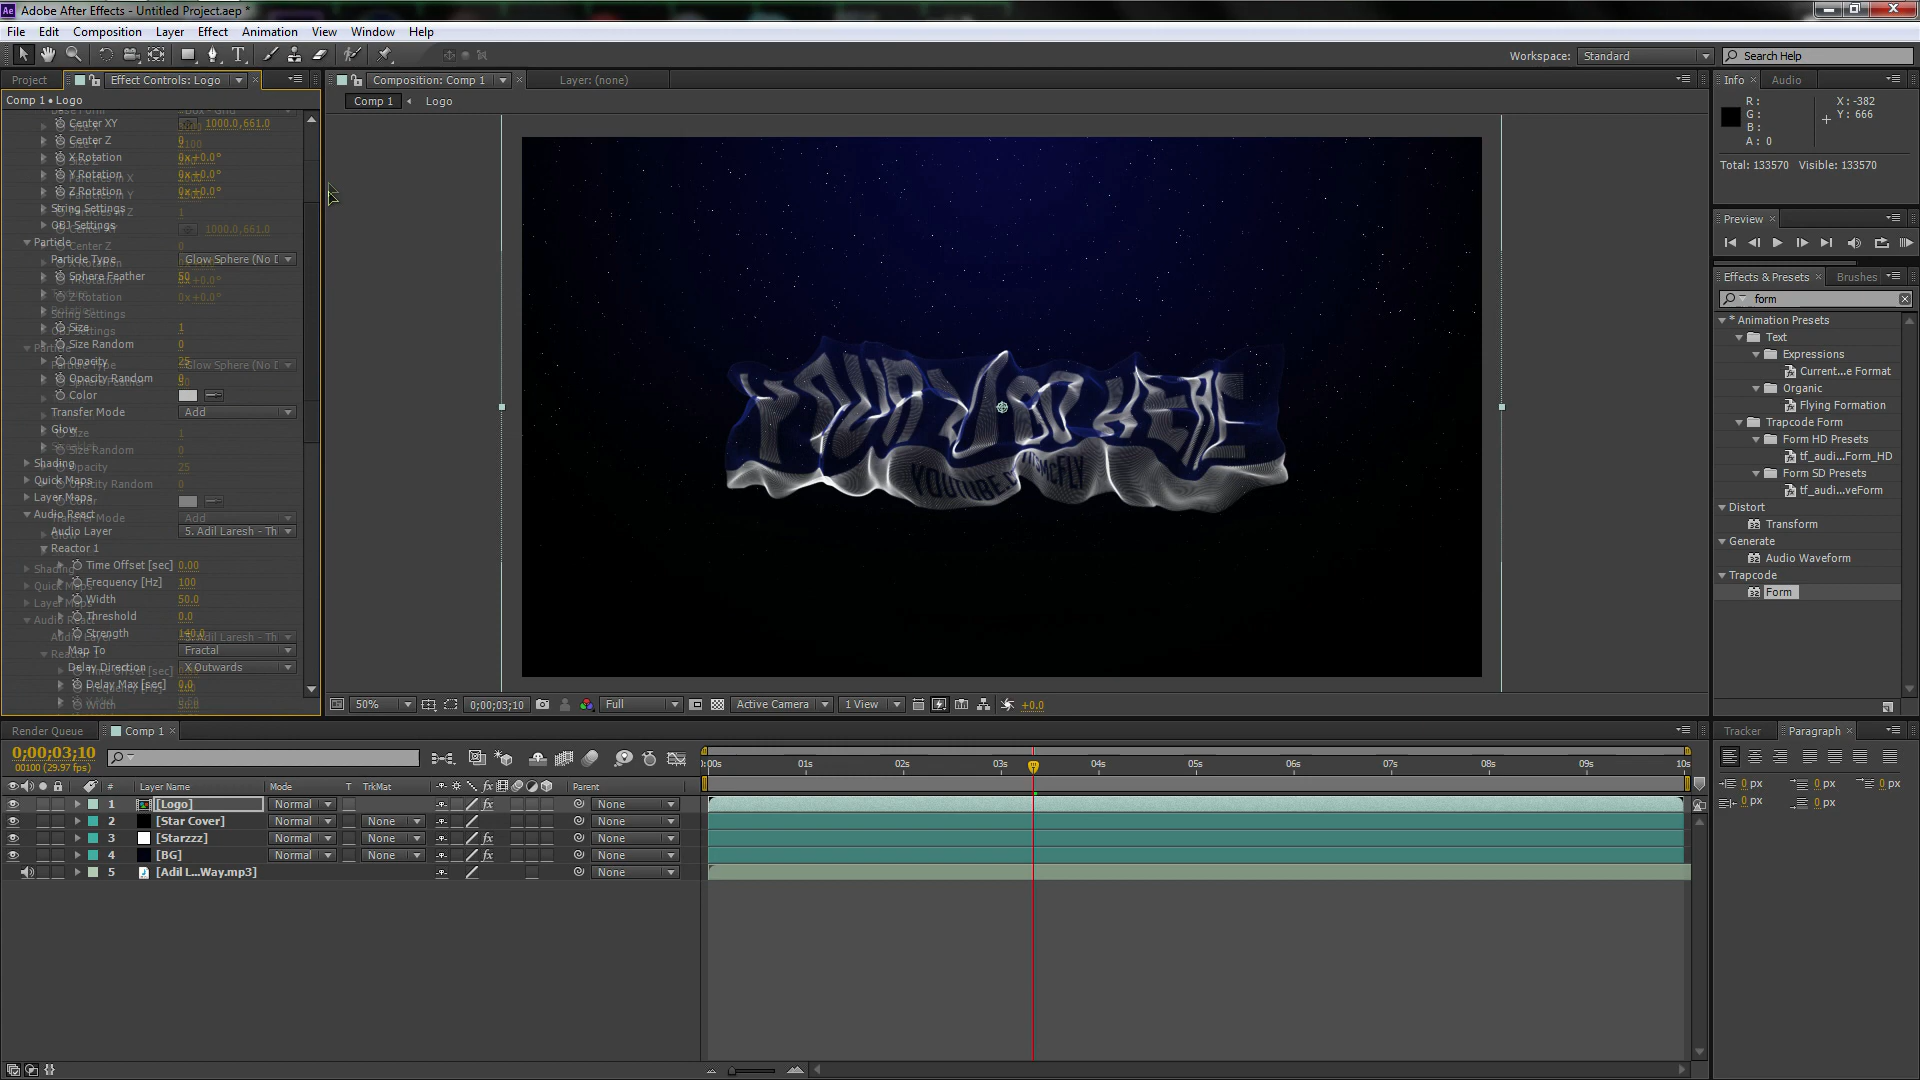 Adobe After Effects - Untitled Project.aep *
File Edit Composition Layer Effect Animation View Window Help
Workspace: Standard Search Help
Project Effect Controls: Logo
Comp 1 • Logo
Center XY 1000.0,661.0
Center Z 0
X Rotation 0x+0.0°
Y Rotation 0x+0.0°
Z Rotation 0x+0.0°
String Settings
OBJ Settings
Particle
Particle Type Glow Sphere (No D
Sphere Feather 50
Size 1
Size Random 0
Opacity 25
Opacity Random 0
Color
Transfer Mode Add
Glow
Shading
Quick Maps
Layer Maps
Audio React
Audio Layer 5. Adil Laresh - Th
Reactor 1
Time Offset [sec] 0.00
Frequency [Hz] 100
Width 50.0
Threshold 0.0
Strength 140.0
Map To Fractal
Delay Direction X Outwards
Delay Max [sec] 0.0
Composition: Comp 1 Layer: (none)
Comp 1 Logo
YOUR LOGO HERE
50% 0;00;03;10 Full Active Camera 1 View +0.0
Info Audio
R: X: -382
G: Y: 666
B:
A: 0
Total: 133570 Visible: 133570
Preview
Effects & Presets Brushes
form
* Animation Presets
Text
Expressions
Current...e Format
Organic
Flying Formation
Trapcode Form
Form HD Presets
tf_audi...Form_HD
Form SD Presets
tf_audi...veForm
Distort
Transform
Generate
Audio Waveform
Trapcode
Form
Render Queue Comp 1
0;00;03;10
00100 (29.97 fps)
# Layer Name Mode T TrkMat Parent
1 [Logo] Normal None
2 [Star Cover] Normal None None
3 [Starzzz] Normal None None
4 [BG] Normal None None
5 [Adil L...Way.mp3] None
:00s 01s 02s 03s 04s 05s 06s 07s 08s 09s 10s
Tracker Paragraph
0 px 0 px 0 px
0 px 0 px